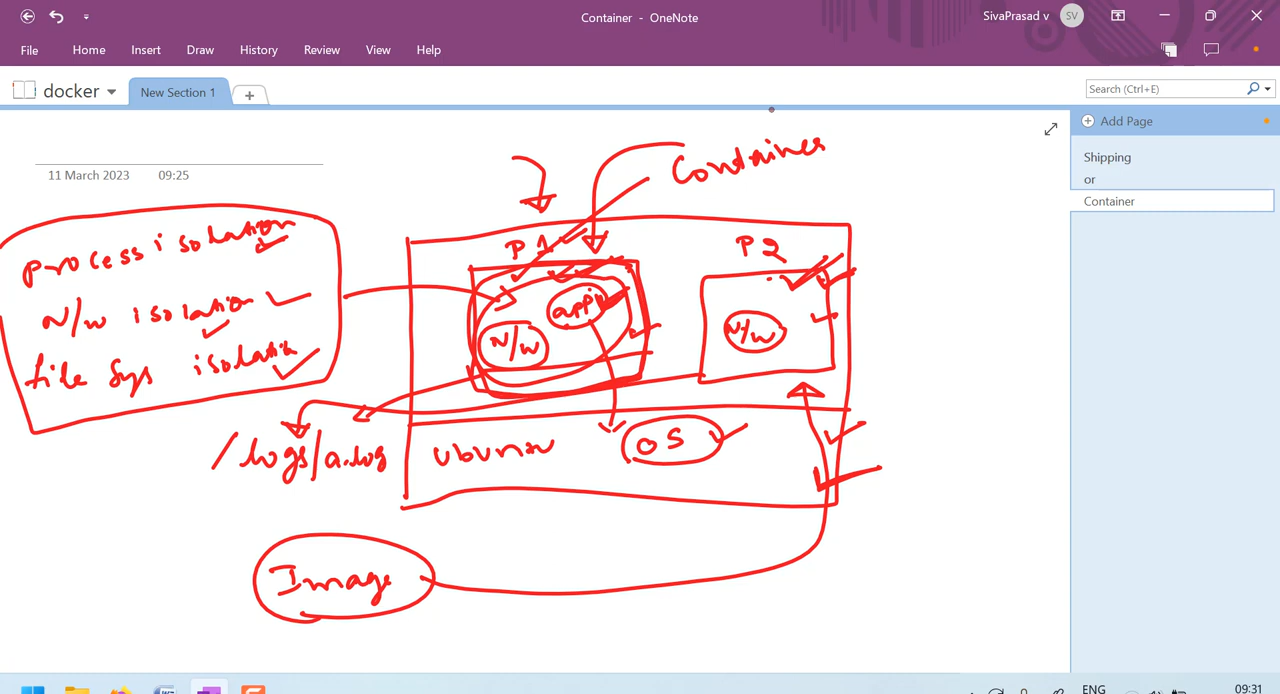 Container - OneNote
SivaPrasad v
SV
File Home Insert Draw History Review View Help
docker
New Section 1
Search (Ctrl+E)
Add Page
Shipping
or
Container
11 March 2023 09:25
Container
process isolation
N/w isolation
file sys isolation
P1
P2
app
N/W
N/W
/logs/a.log
OS
Image
ENG
09:31